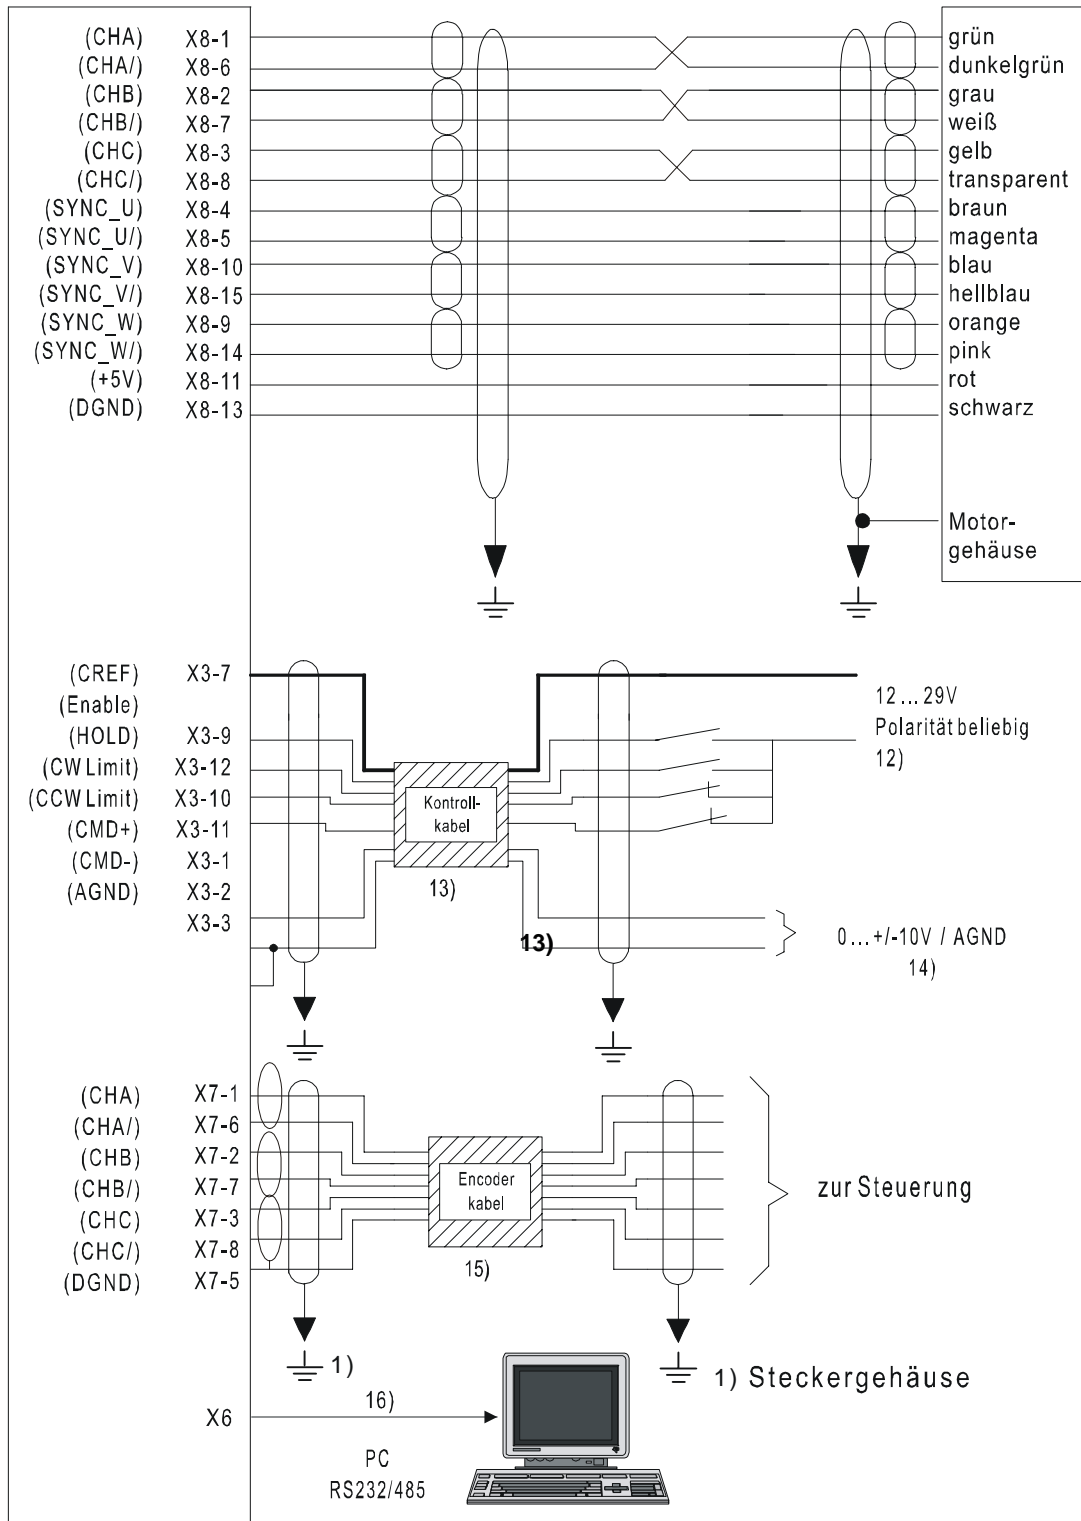 (CHA) X8-1 grün
(CHA/) X8-6 dunkelgrün
(CHB) X8-2 grau
(CHB/) X8-7 weiß
(CHC) X8-3 gelb
(CHC/) X8-8 transparent
(SYNC_U) X8-4 braun
(SYNC_U/) X8-5 magenta
(SYNC_V) X8-10 blau
(SYNC_V/) X8-15 hellblau
(SYNC_W) X8-9 orange
(SYNC_W/) X8-14 pink
(+5V) X8-11 rot
(DGND) X8-13 schwarz
Motor-
gehäuse
(CREF) X3-7
(Enable)
12...29V
(HOLD) X3-9
Polarität beliebig
(CW Limit) X3-12
12)
(CCW Limit) X3-10
Kontroll-
kabel
(CMD+) X3-11
(CMD-) X3-1
(AGND) X3-2
13)
X3-3
13)
0...+/-10V / AGND
14)
(CHA) X7-1
(CHA/) X7-6
(CHB) X7-2
(CHB/) X7-7
Encoder
kabel
zur Steuerung
(CHC) X7-3
(CHC/) X7-8
15)
(DGND) X7-5
1)
1) Steckergehäuse
16)
X6
PC
RS232/485